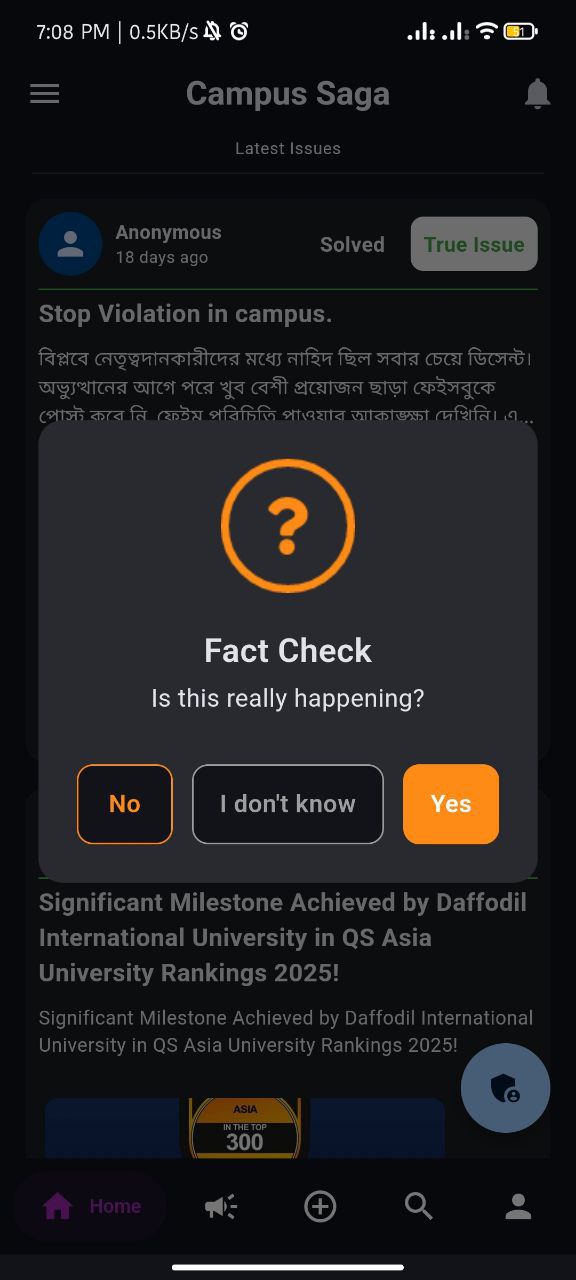 7:08 PM | 0.5KB/s
51
Campus Saga
Latest Issues
Anonymous
18 days ago
Solved
True Issue
Stop Violation in campus.
বিপ্লবে নেতৃত্বদানকারীদের মধ্যে নাহিদ ছিল সবার চেয়ে ডিসেন্ট।
অভ্যুত্থানের আগে পরে খুব বেশী প্রয়োজন ছাড়া ফেইসবুকে
পোস্ট করে নি, ফেইম পরিচিতি পাওয়ার আকাঙ্ক্ষা দেখিনি। এ...
Fact Check
Is this really happening?
No
I don't know
Yes
Significant Milestone Achieved by Daffodil
International University in QS Asia
University Rankings 2025!
Significant Milestone Achieved by Daffodil International
University in QS Asia University Rankings 2025!
ASIA
IN THE TOP
300
Home